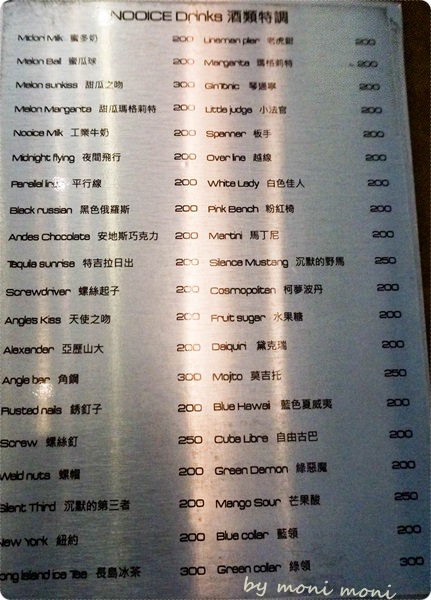 NOOICE Drinks 酒類特調
Midori Milk 蜜冬奶 200 Lineman plier 老虎鉗 200
Melon Ball 蜜瓜球 200 Margarita 瑪格莉特 200
Melon sunkiss 甜瓜之吻 300 Gintonic 琴通寧 200
Melon Margarita 甜瓜瑪格莉特 200 Little judge 小法官 200
Nooice Milk 工業牛奶 200 Spanner 板手 200
Midnight flying 夜間飛行 200 Over line 越線 200
Parallel line 平行線 200 White Lady 白色佳人 200
Black russian 黑色俄羅斯 200 Pink Bench 粉紅椅 200
Andes Chocolate 安地斯巧克力 200 Martini 馬丁尼 200
Tequila sunrise 特吉拉日出 200 Silence Mustang 沉默的野馬 250
Screwdriver 螺絲起子 200 Cosmopolitan 柯夢波丹 200
Angles Kiss 天使之吻 200 Fruit sugar 水果糖 200
Alexander 亞歷山大 200 Daiquiri 黛克瑞 200
Angle bar 角鋼 300 Mojito 莫吉托 250
Rusted nails 銹釘子 200 Blue Hawai 藍色夏威夷 200
Screw 螺絲釘 250 Cuba Libre 自由古巴 200
Weld nuts 螺帽 200 Green Demon 綠惡魔 200
Silent Third 沉默的第三者 200 Mango Sour 芒果酸 250
New York 紐約 200 Blue collar 藍領 200
ong Island ice Tea 長島冰茶 300 Green collar 綠領 300
by moni moni